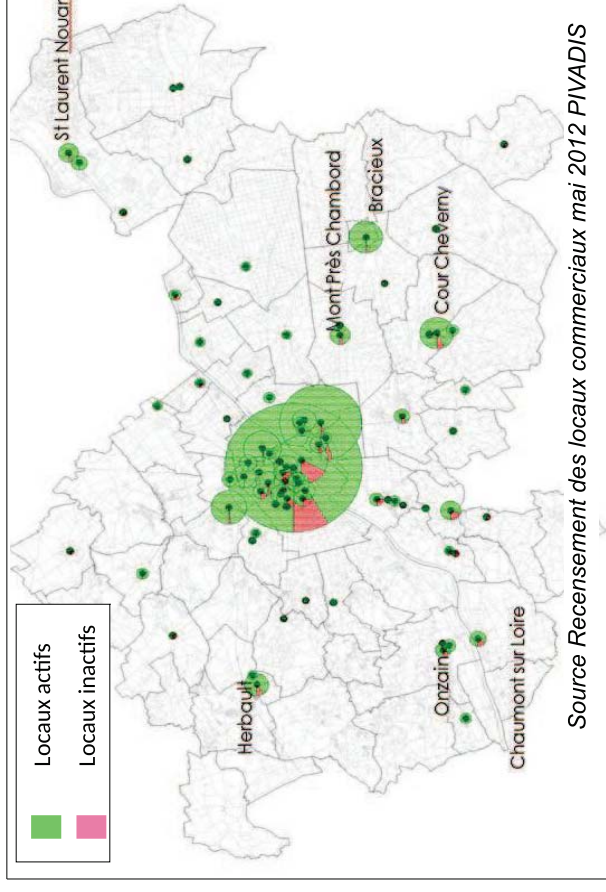 Locaux actifs
Locaux inactifs
St Laurent Nouan
Mont Près Chambord
Bracieux
Cour Cheverny
Herbault
Onzain
Chaumont sur Loire
Source Recensement des locaux commerciaux mai 2012 PIVADIS